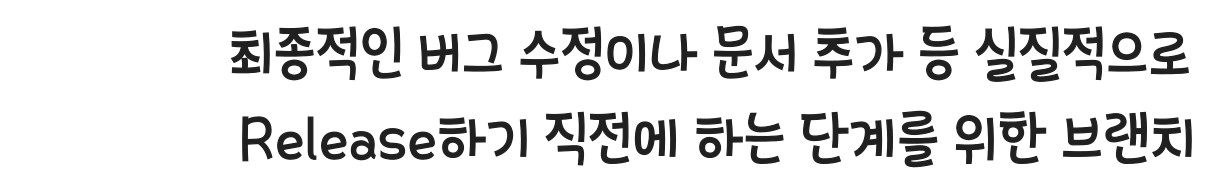 최종적인 버그 수정이나 문서 추가 등 실질적으로
Release하기 직전에 하는 단계를 위한 브랜치